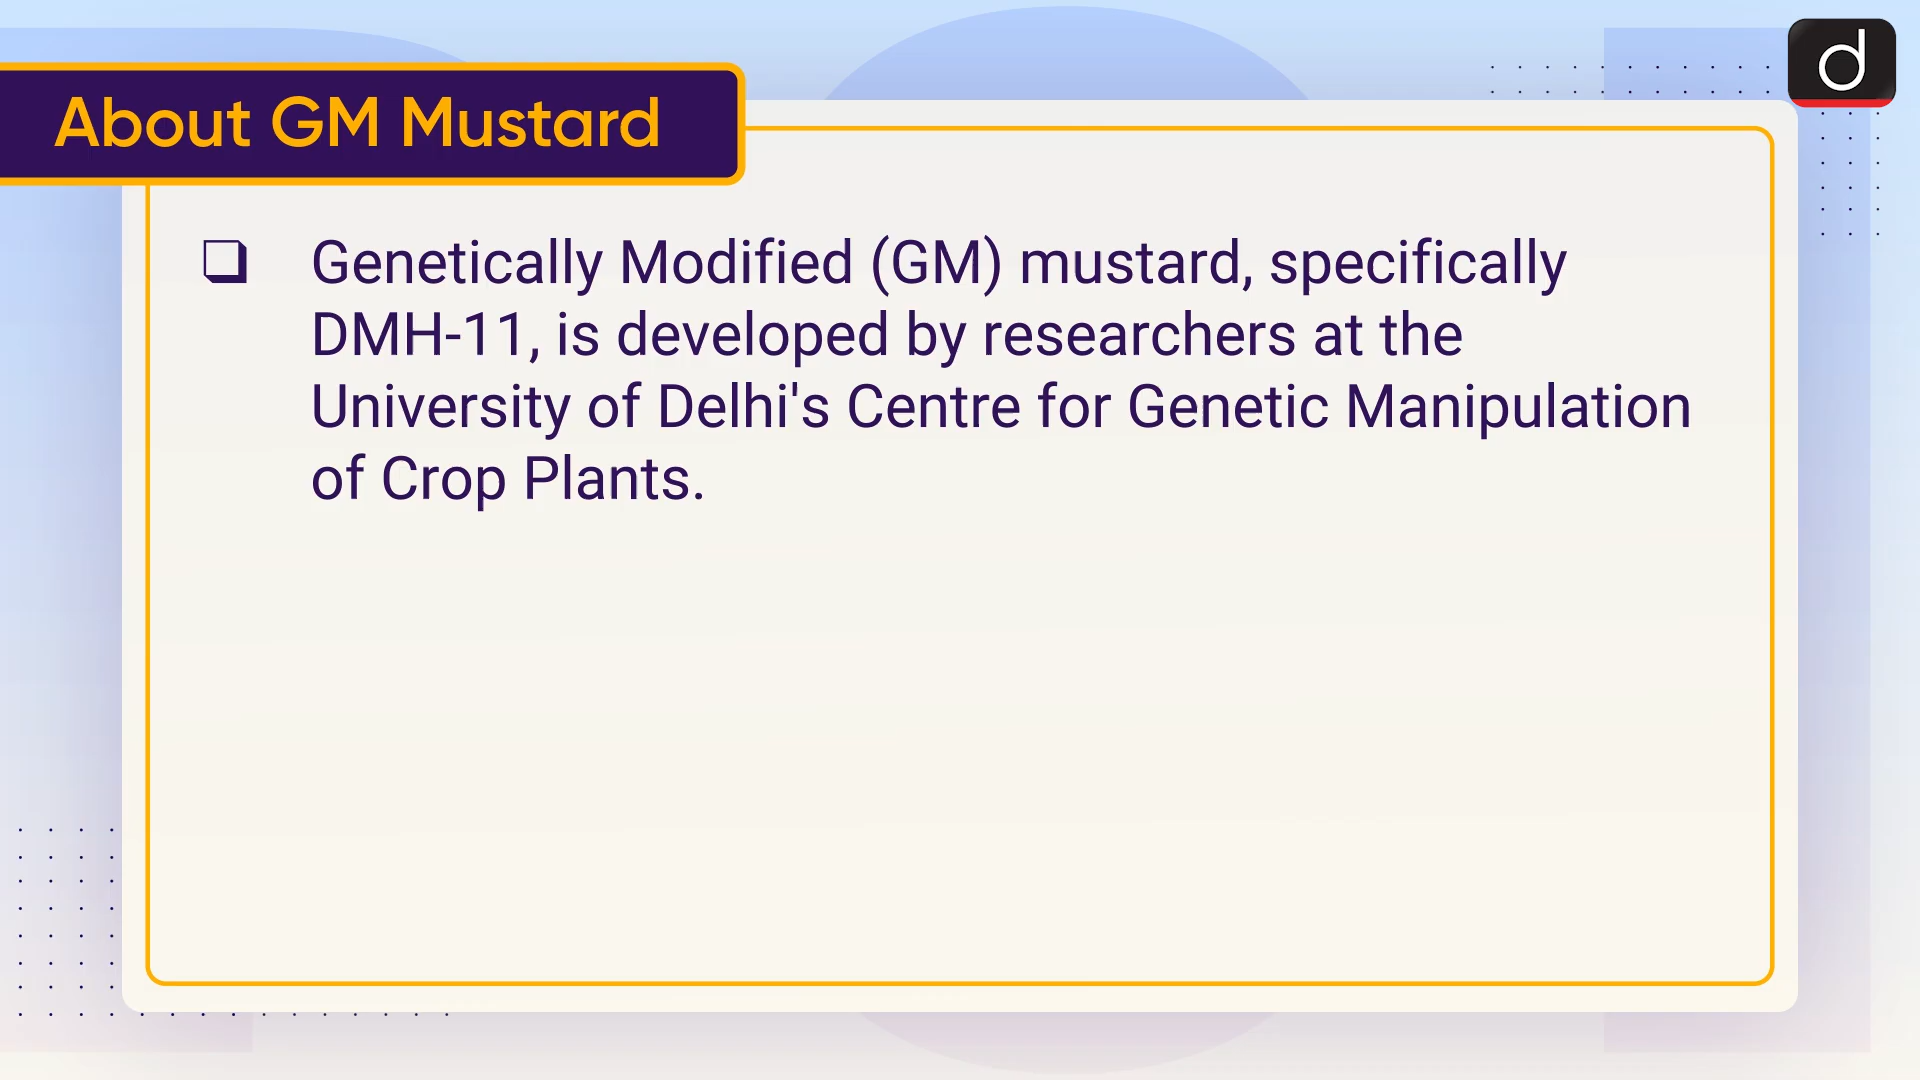 About GM Mustard
d
❑ Genetically Modified (GM) mustard, specifically
DMH-11, is developed by researchers at the
University of Delhi's Centre for Genetic Manipulation
of Crop Plants.